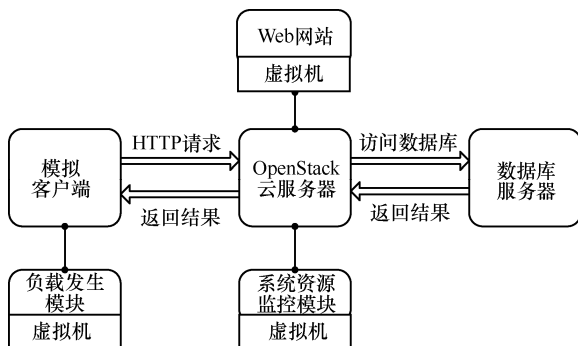 Web网站
虚拟机
HTTP请求
访问数据库
模拟
客户端
OpenStack
云服务器
数据库
服务器
返回结果
返回结果
负载发生
模块
虚拟机
系统资源
监控模块
虚拟机